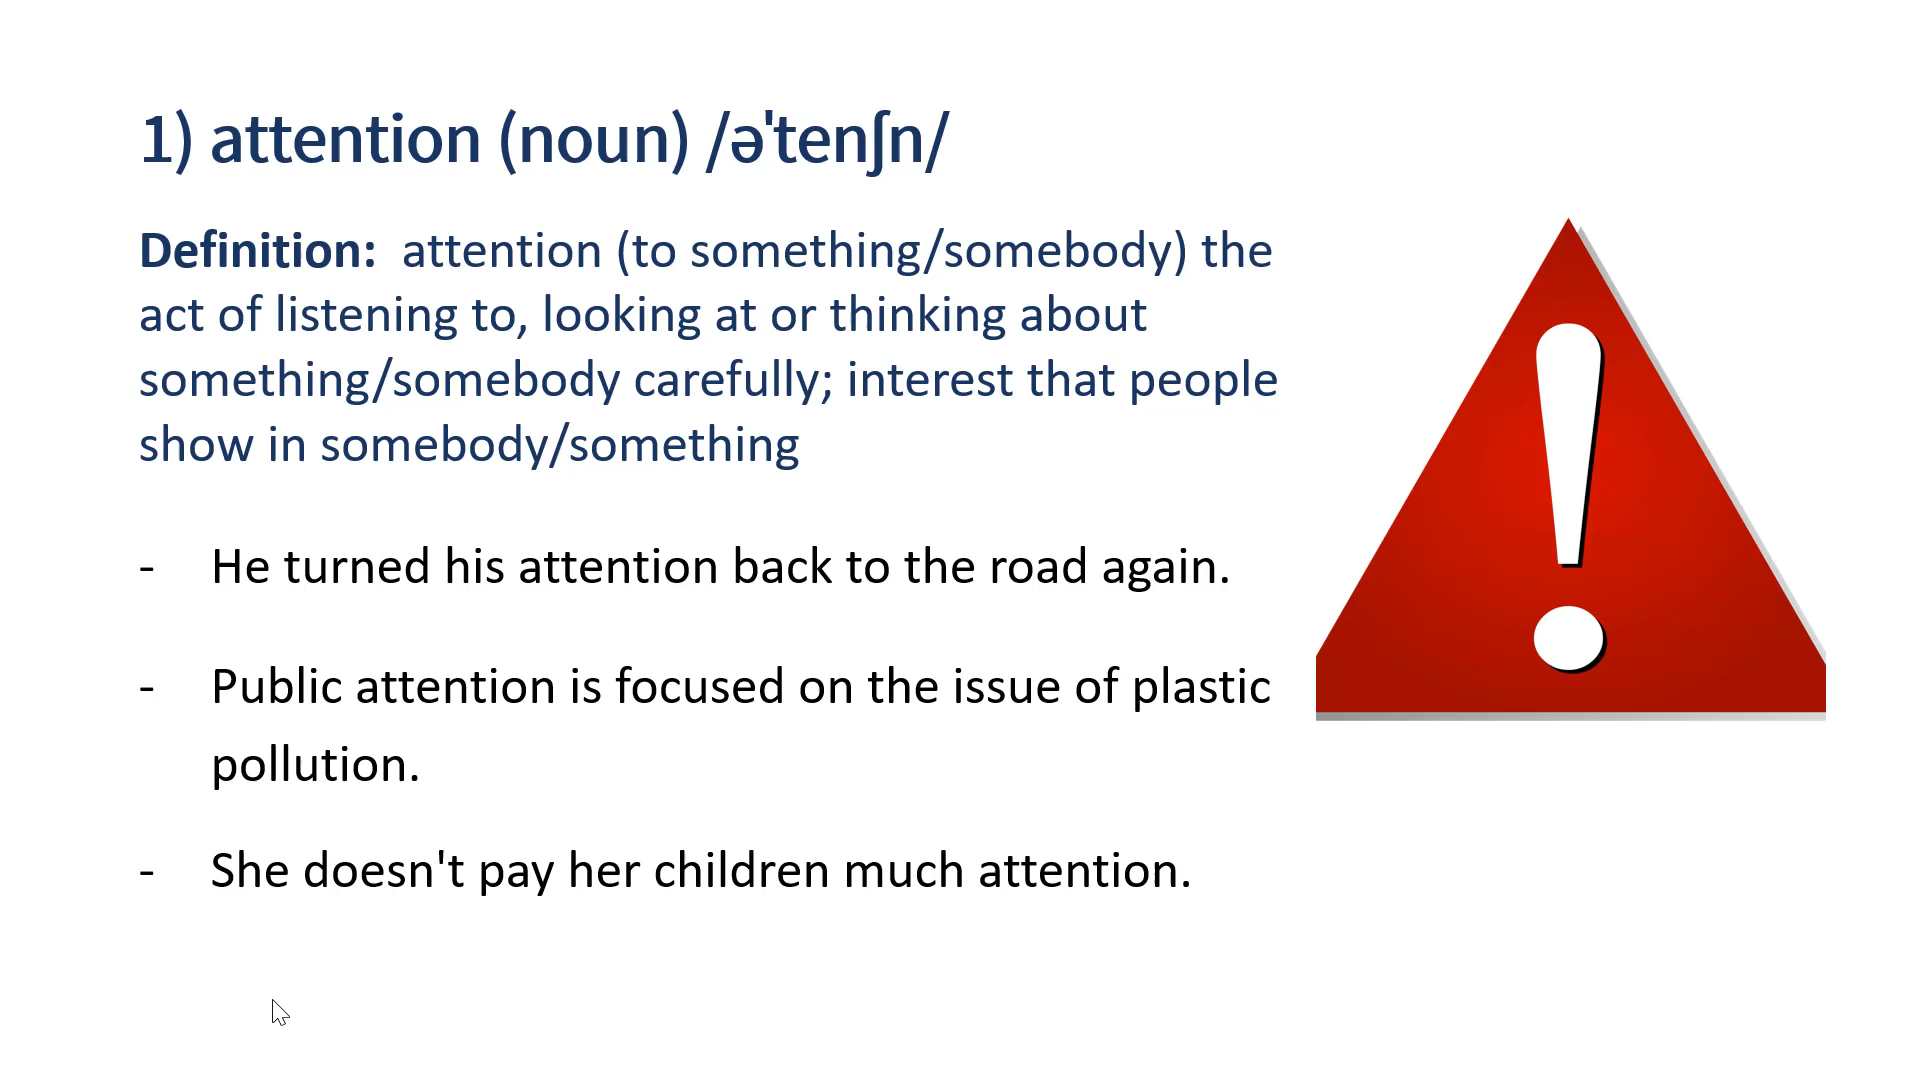 1) attention (noun) /əˈtenʃn/
Definition: attention (to something/somebody) the
act of listening to, looking at or thinking about
something/somebody carefully; interest that people
show in somebody/something
- He turned his attention back to the road again.
- Public attention is focused on the issue of plastic
pollution.
- She doesn't pay her children much attention.